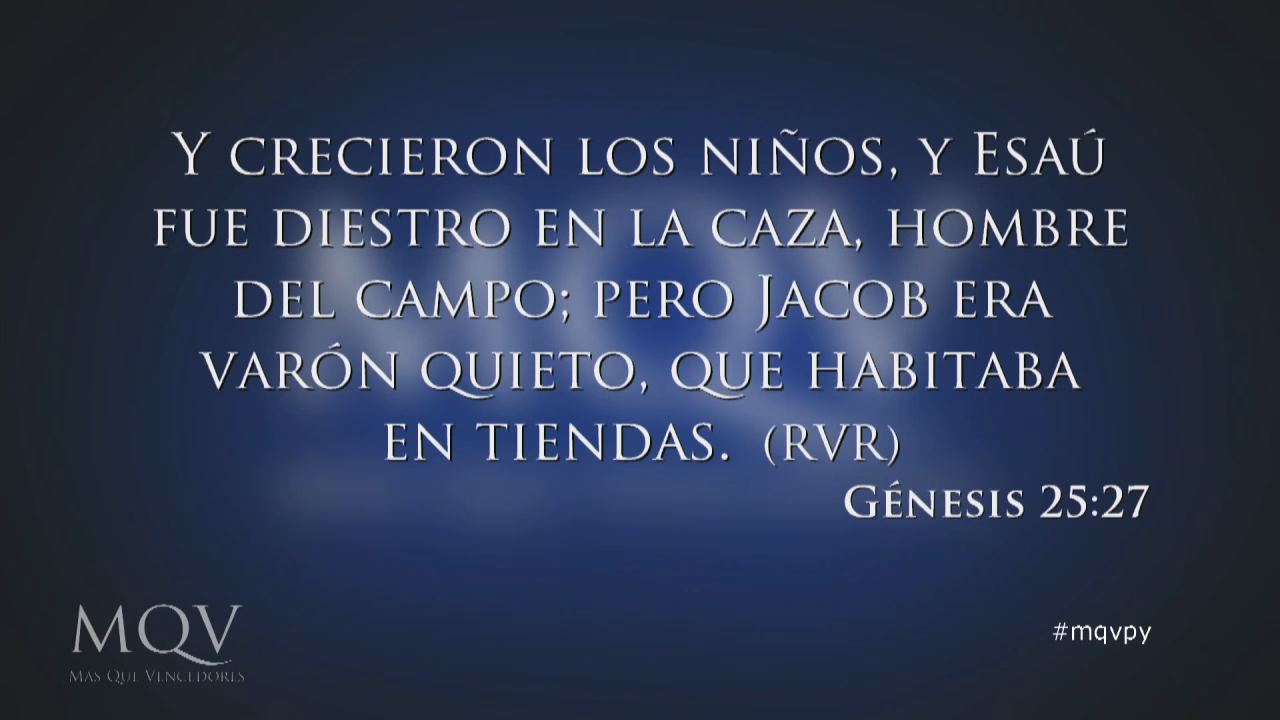 Y CRECIERON LOS NIÑOS, Y ESAÚ
FUE DIESTRO EN LA CAZA, HOMBRE
DEL CAMPO; PERO JACOB ERA
VARÓN QUIETO, QUE HABITABA
EN TIENDAS. (RVR)
GÉNESIS 25:27
MQV
MAS QUE VENCEDORES
#mqvpy